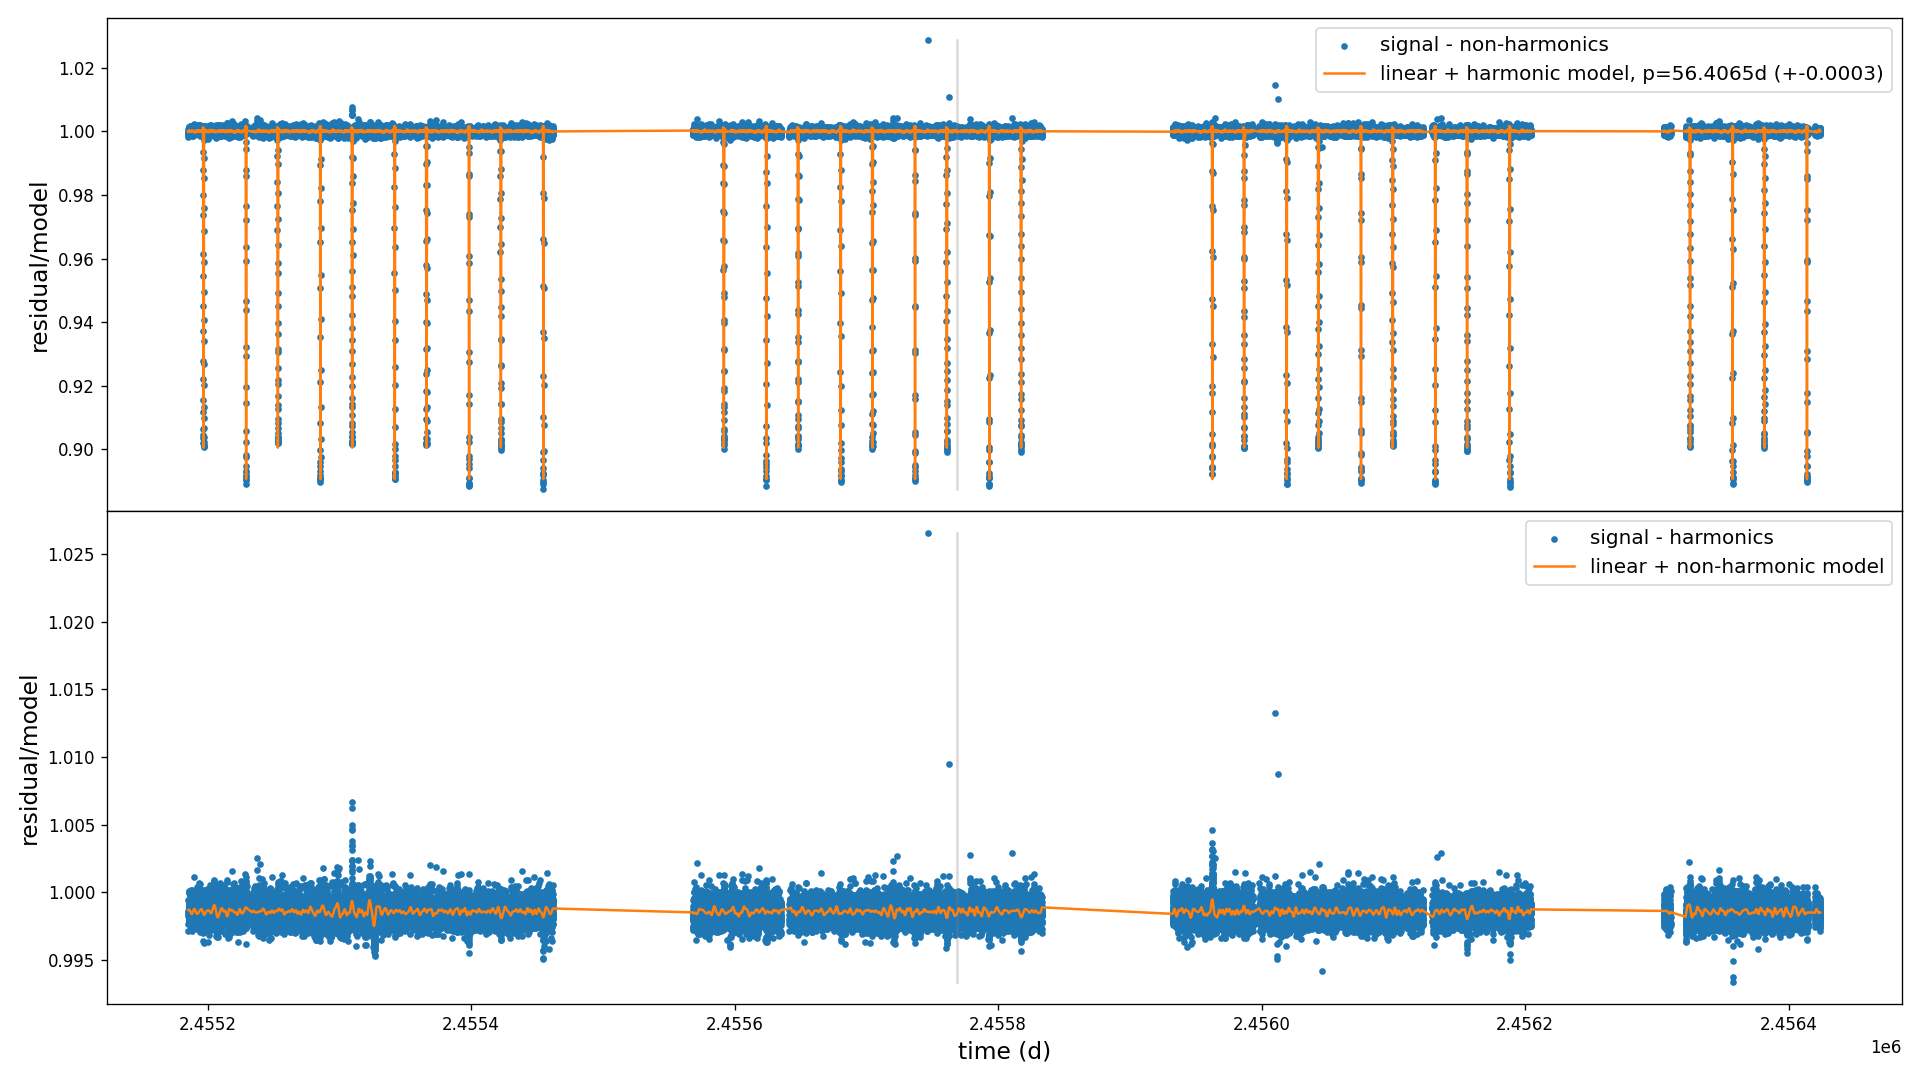 signal - non-harmonics
linear + harmonic model, p=56.4065d (+-0.0003)
1.02
1.00
0.98
0.96
0.94
0.92
0.90
residual/model
signal - harmonics
linear + non-harmonic model
1.025
1.020
1.015
1.010
1.005
1.000
0.995
residual/model
2.4552 2.4554 2.4556 2.4558 2.4560 2.4562 2.4564
1e6
time (d)